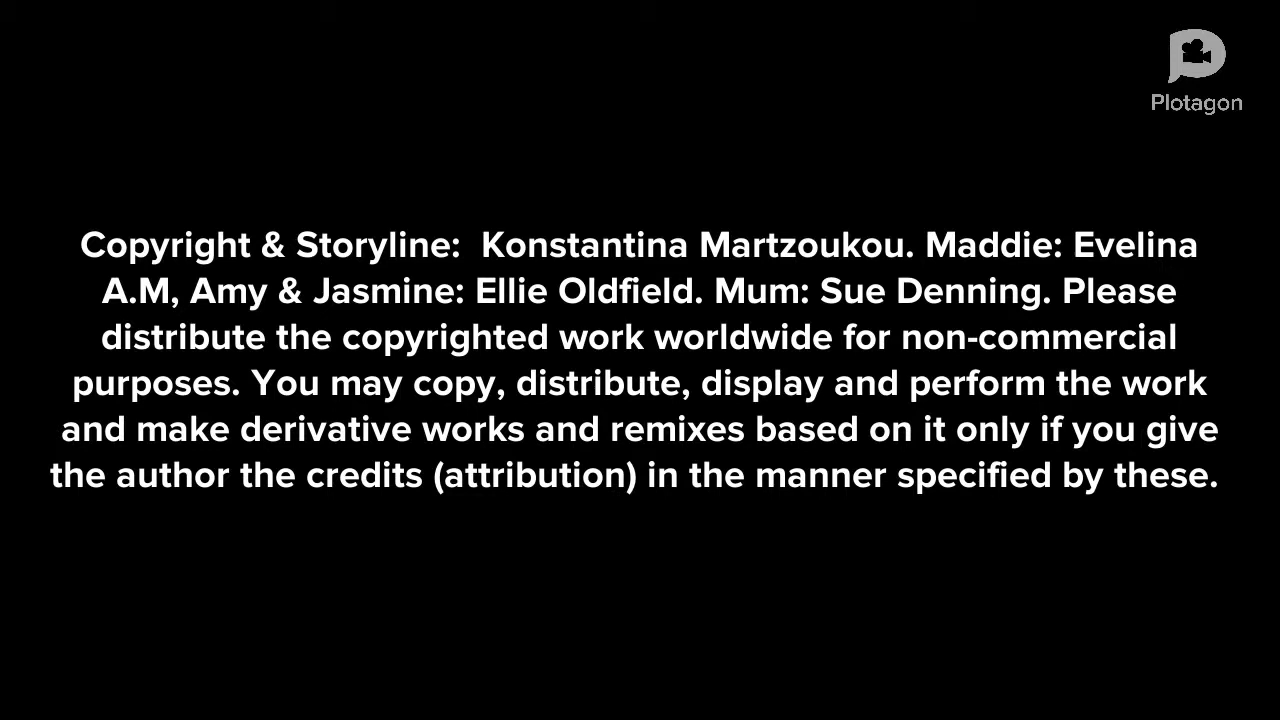 Plotagon
Copyright & Storyline:  Konstantina Martzoukou. Maddie: Evelina
A.M, Amy & Jasmine: Ellie Oldfield. Mum: Sue Denning. Please
distribute the copyrighted work worldwide for non-commercial
purposes. You may copy, distribute, display and perform the work
and make derivative works and remixes based on it only if you give
the author the credits (attribution) in the manner specified by these.